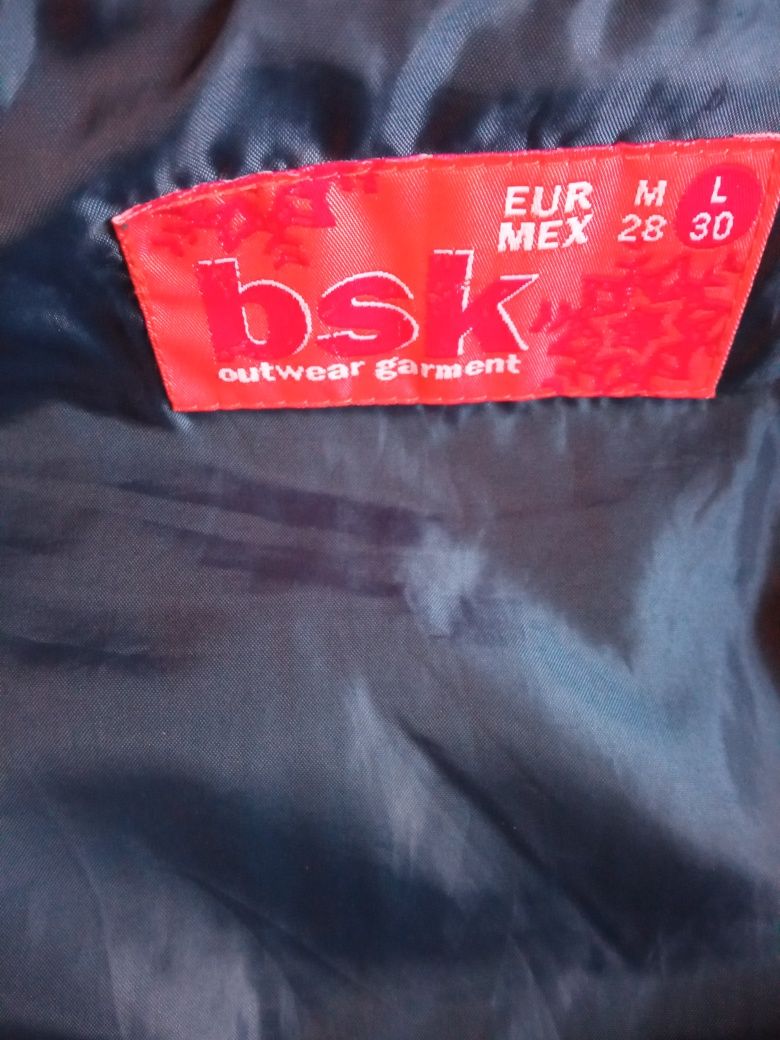 EUR M L
MEX 28 30
bsk
outwear garment